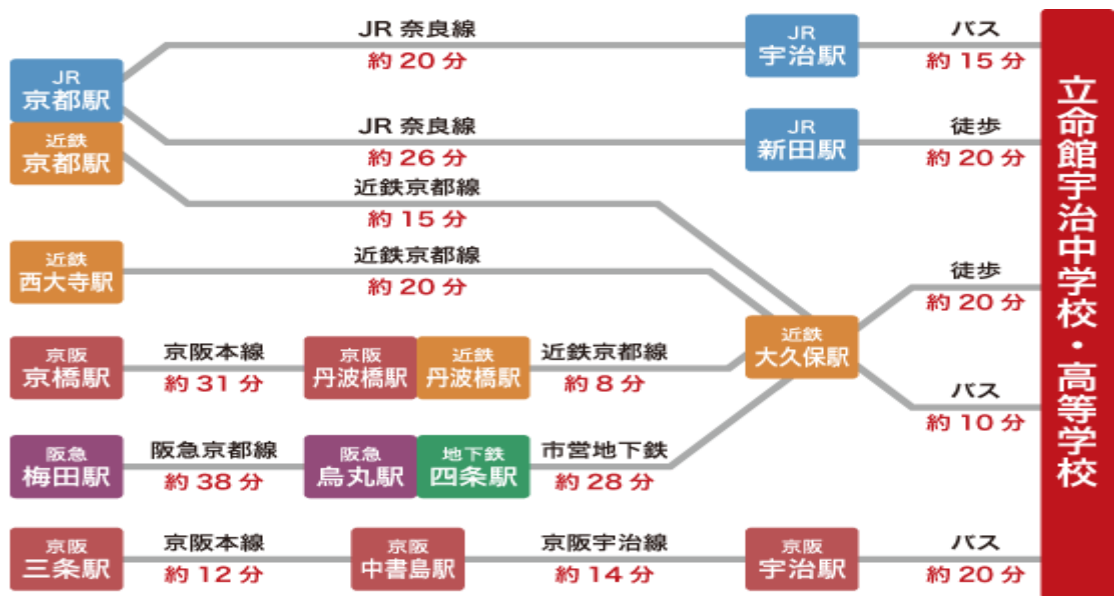 JR 奈良線
約 20 分
JR
宇治駅
バス
約 15 分
JR
京都駅
JR 奈良線
約 26 分
JR
新田駅
徒歩
約 20 分
近鉄
京都駅
近鉄京都線
約 15 分
近鉄
西大寺駅
近鉄京都線
約 20 分
徒歩
約 20 分
京阪
京橋駅
京阪本線
約 31 分
京阪
丹波橋駅
近鉄
丹波橋駅
近鉄京都線
約 8 分
近鉄
大久保駅
バス
約 10 分
阪急
梅田駅
阪急京都線
約 38 分
阪急
烏丸駅
地下鉄
四条駅
市営地下鉄
約 28 分
京阪
三条駅
京阪本線
約 12 分
京阪
中書島駅
京阪宇治線
約 14 分
京阪
宇治駅
バス
約 20 分
立命館宇治中学校・高等学校